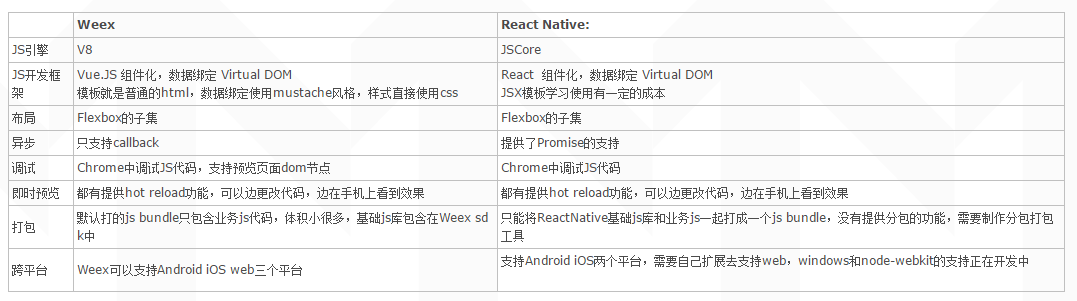 Weex React Native:
JS引擎 V8 JSCore
JS开发框 Vue.JS 组件化，数据绑定 Virtual DOM React 组件化，数据绑定 Virtual DOM
架 模板就是普通的html，数据绑定使用mustache风格，样式直接使用css JSX模板学习使用有一定的成本
布局 Flexbox的子集 Flexbox的子集
异步 只支持callback 提供了Promise的支持
调试 Chrome中调试JS代码，支持预览页面dom节点 Chrome中调试JS代码
即时预览 都有提供hot reload功能，可以边更改代码，边在手机上看到效果 都有提供hot reload功能，可以边更改代码，边在手机上看到效果
打包 默认打的js bundle只包含业务js代码，体积小很多，基础js库包含在Weex sd 只能将ReactNative基础js库和业务js一起打成一个js bundle，没有提供分包的功能，需要制作分包打包
k中 工具
跨平台 Weex可以支持Android iOS web三个平台 支持Android iOS两个平台，需要自己扩展去支持web，windows和node-webkit的支持正在开发中